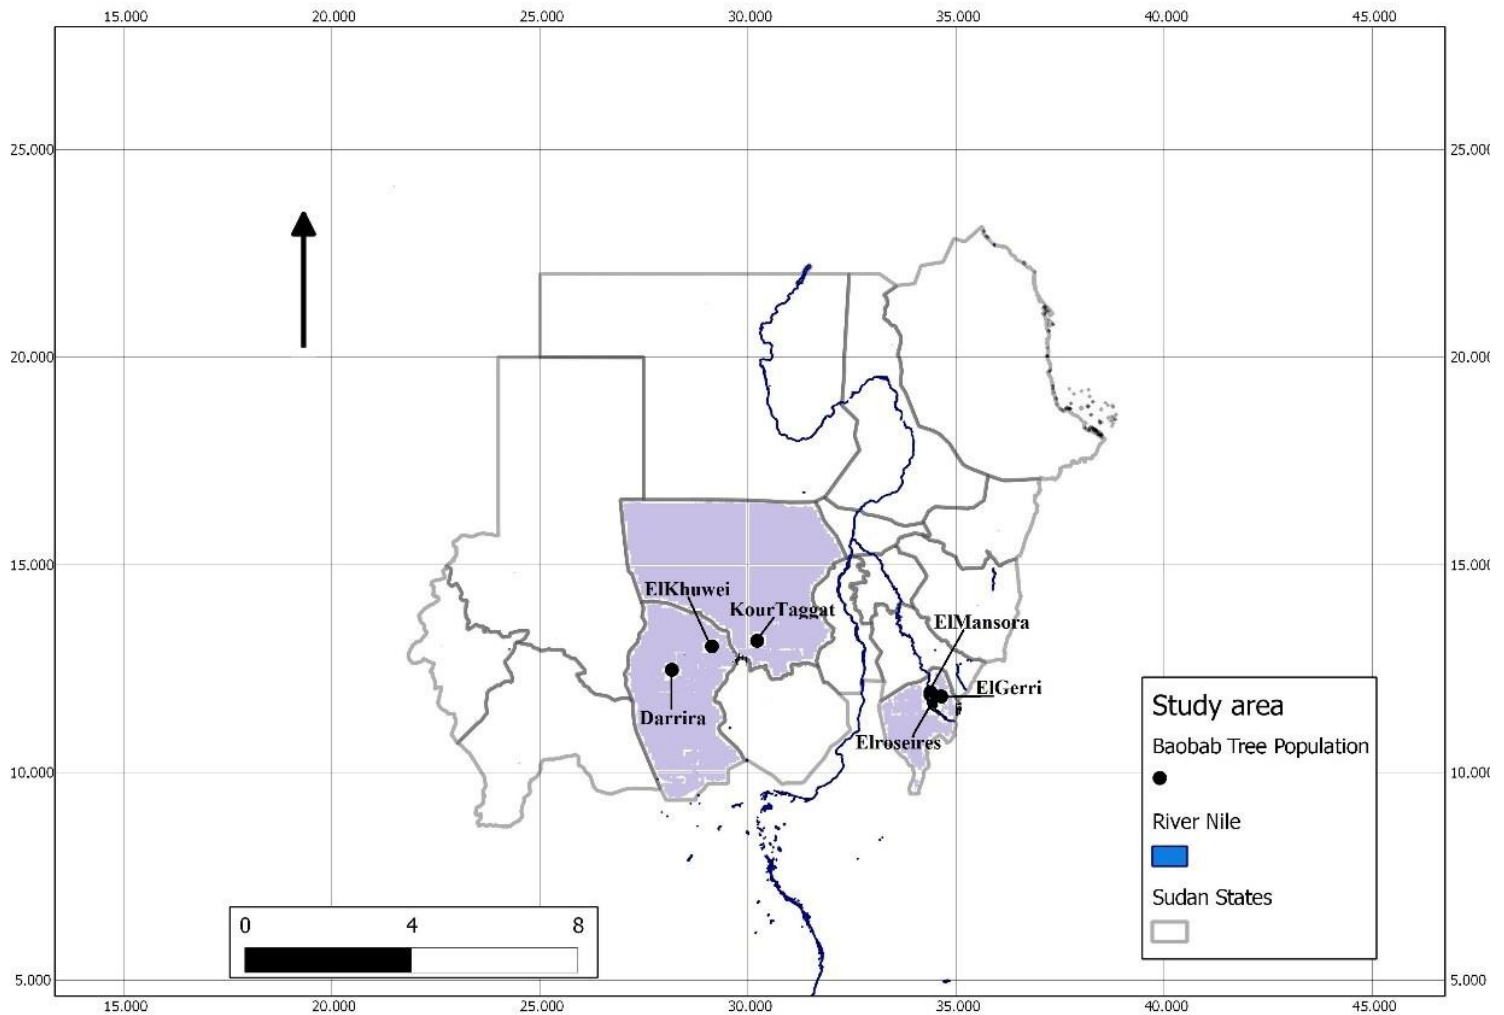 15.000 20.000 25.000 30.000 35.000 40.000 45.000
25.000 25.000
20.000 20.000
15.000 15.000
ElKhuwei
KourTaggat
ElMansora
ElGerri
Darrira
Elroseires
Study area
Baobab Tree Population
River Nile
Sudan States
10.000 10.000
0 4 8
5.000 5.000
15.000 20.000 25.000 30.000 35.000 40.000 45.000